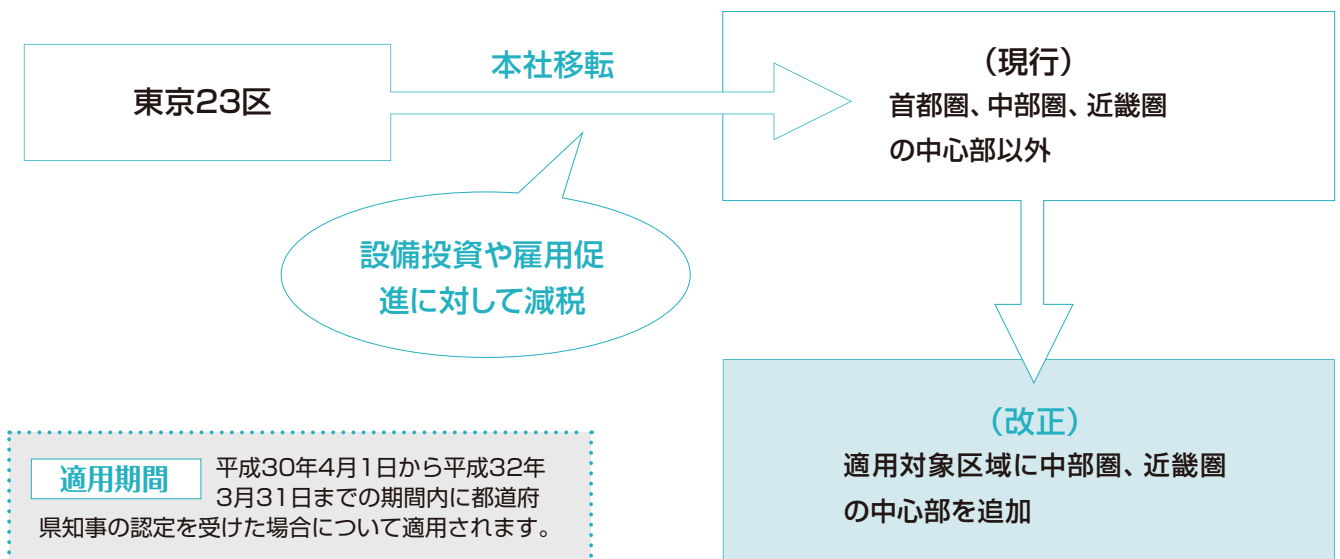 東京23区
本社移転
(現行)
首都圏、中部圏、近畿圏
の中心部以外
設備投資や雇用促
進に対して減税
(改正)
適用対象区域に中部圏、近畿圏
の中心部を追加
適用期間 平成30年4月1日から平成32年
3月31日までの期間内に都道府
県知事の認定を受けた場合について適用されます。